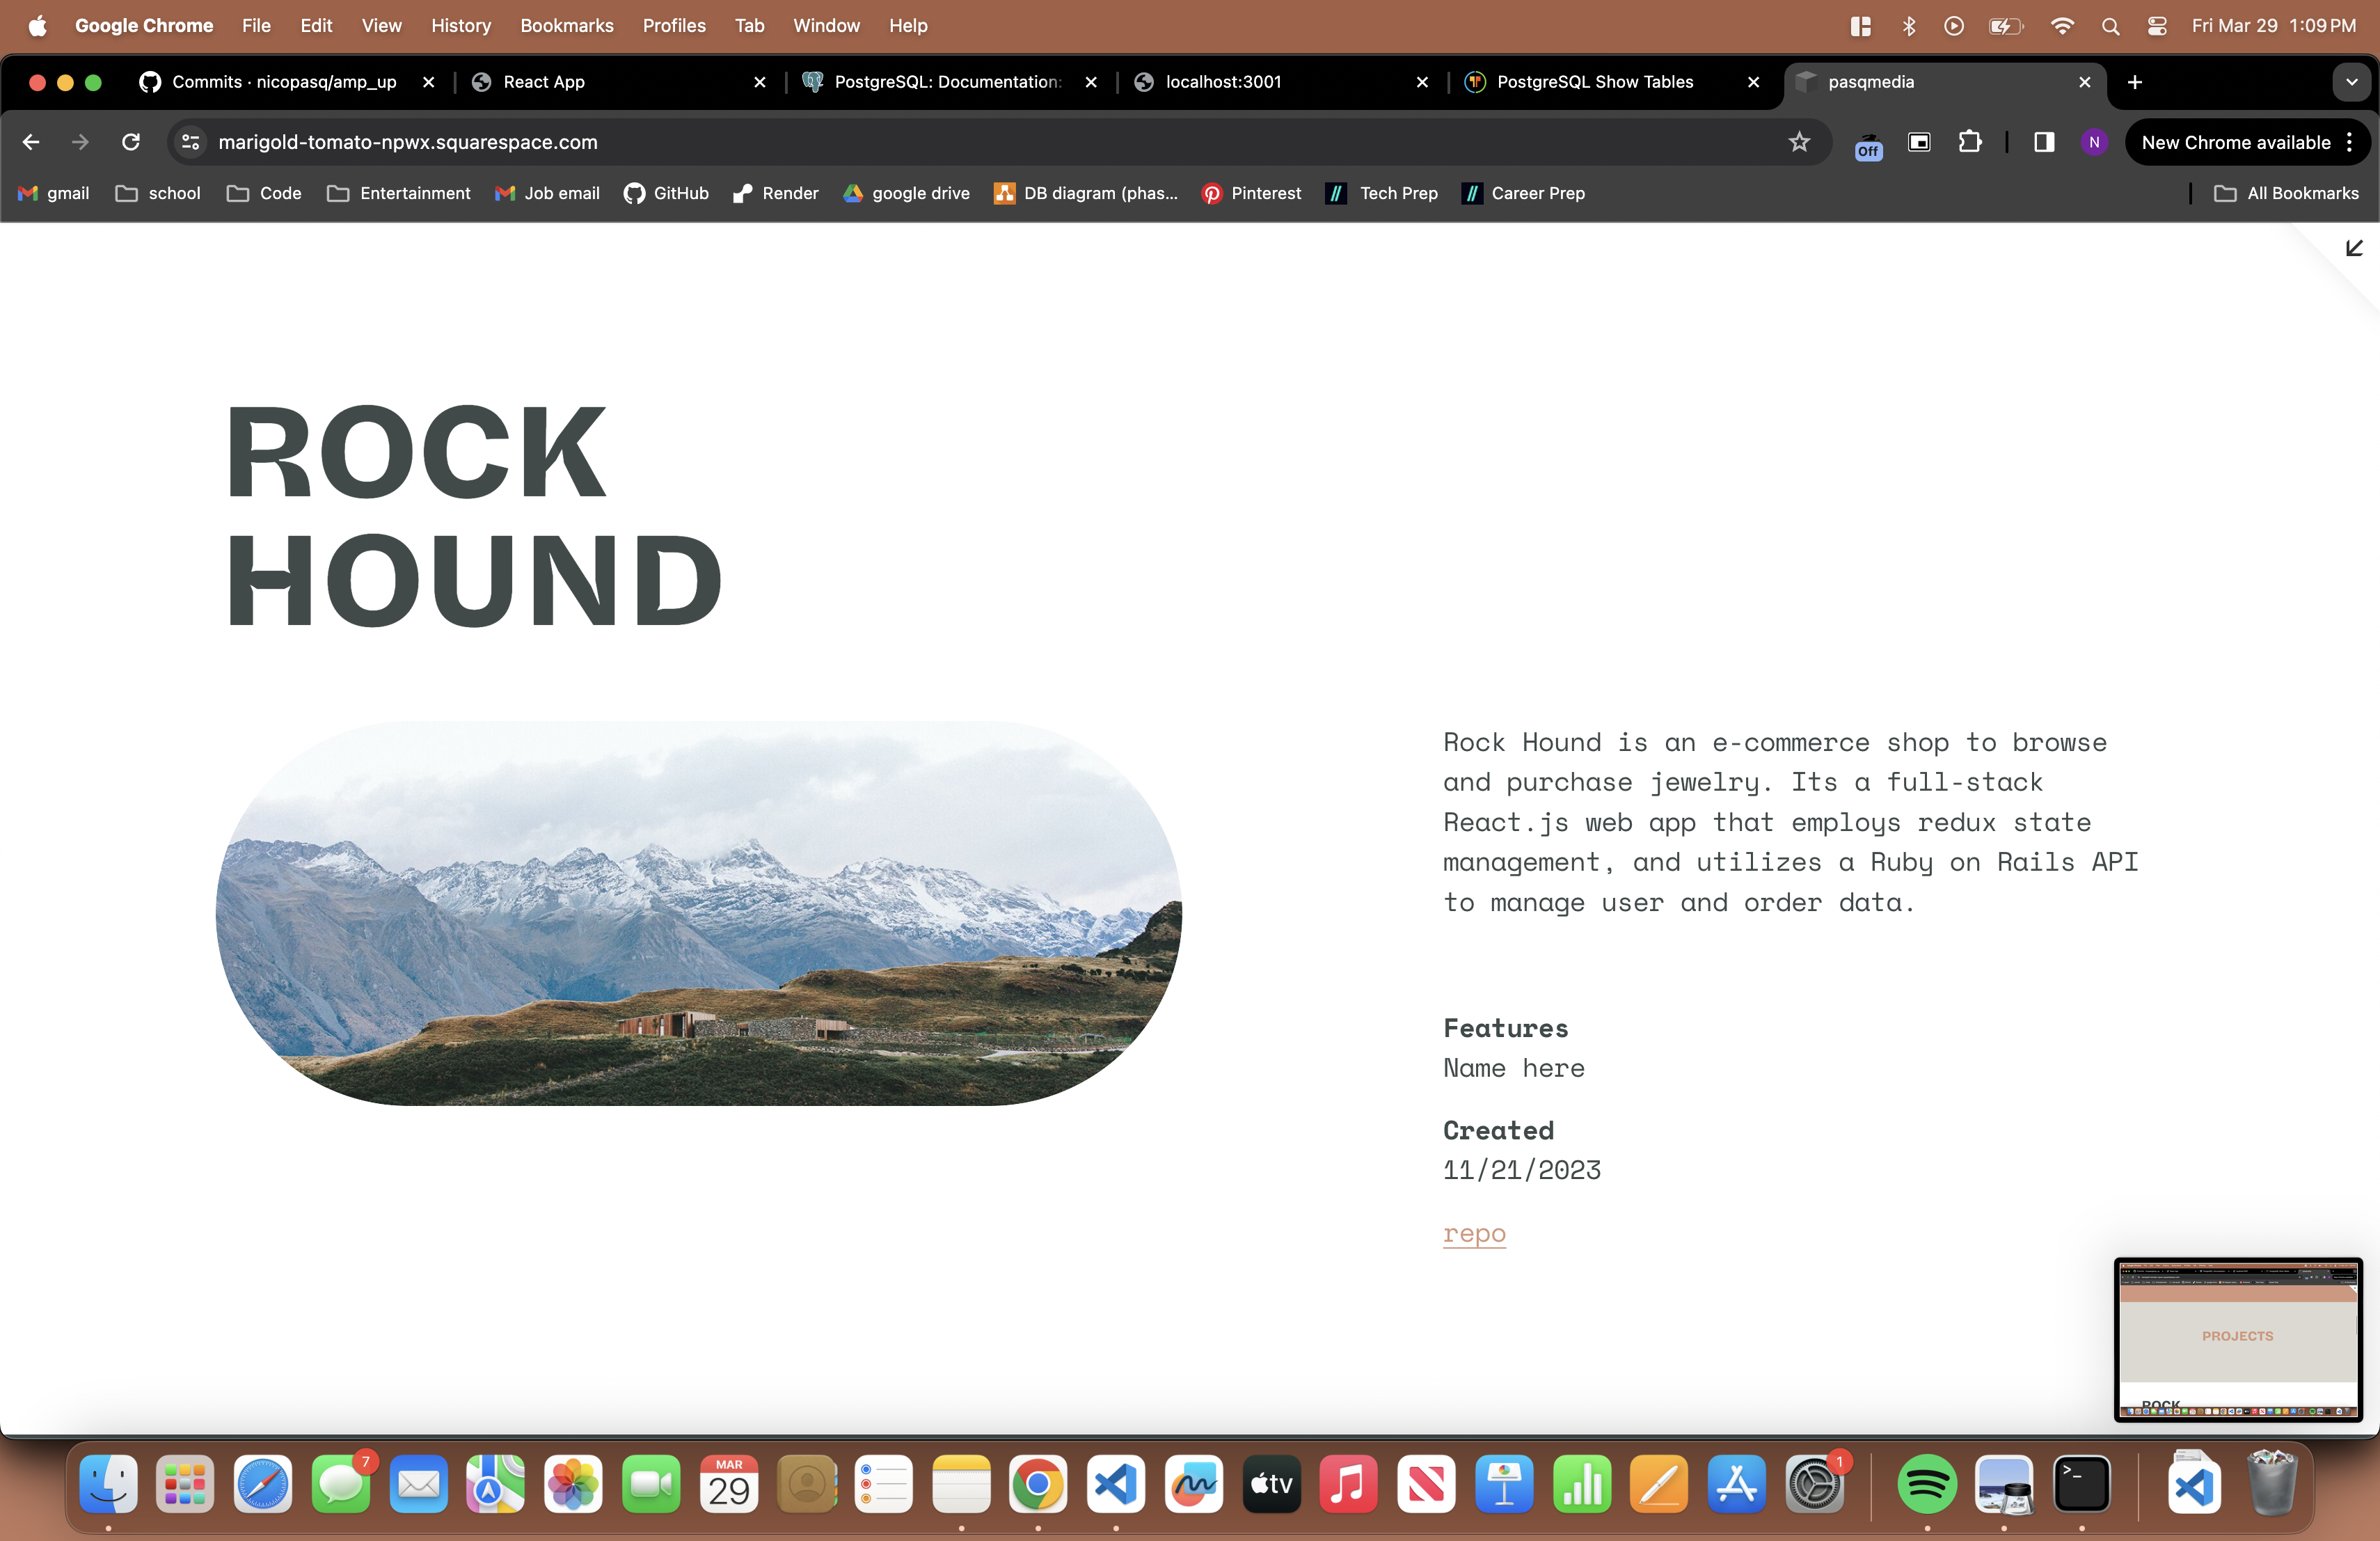 Google Chrome File Edit View History Bookmarks Profiles Tab Window Help Fri Mar 29 1:09 PM
Commits · nicopasq/amp_up React App PostgreSQL: Documentation: localhost:3001 PostgreSQL Show Tables pasqmedia
marigold-tomato-npwx.squarespace.com Off N New Chrome available
gmail school Code Entertainment Job email GitHub Render google drive DB diagram (phas... Pinterest Tech Prep Career Prep All Bookmarks
ROCK
HOUND
Rock Hound is an e-commerce shop to browse
and purchase jewelry. Its a full-stack
React.js web app that employs redux state
management, and utilizes a Ruby on Rails API
to manage user and order data.
Features
Name here
Created
11/21/2023
repo
PROJECTS
ROCK
7 MAR 29 tv 1 >_